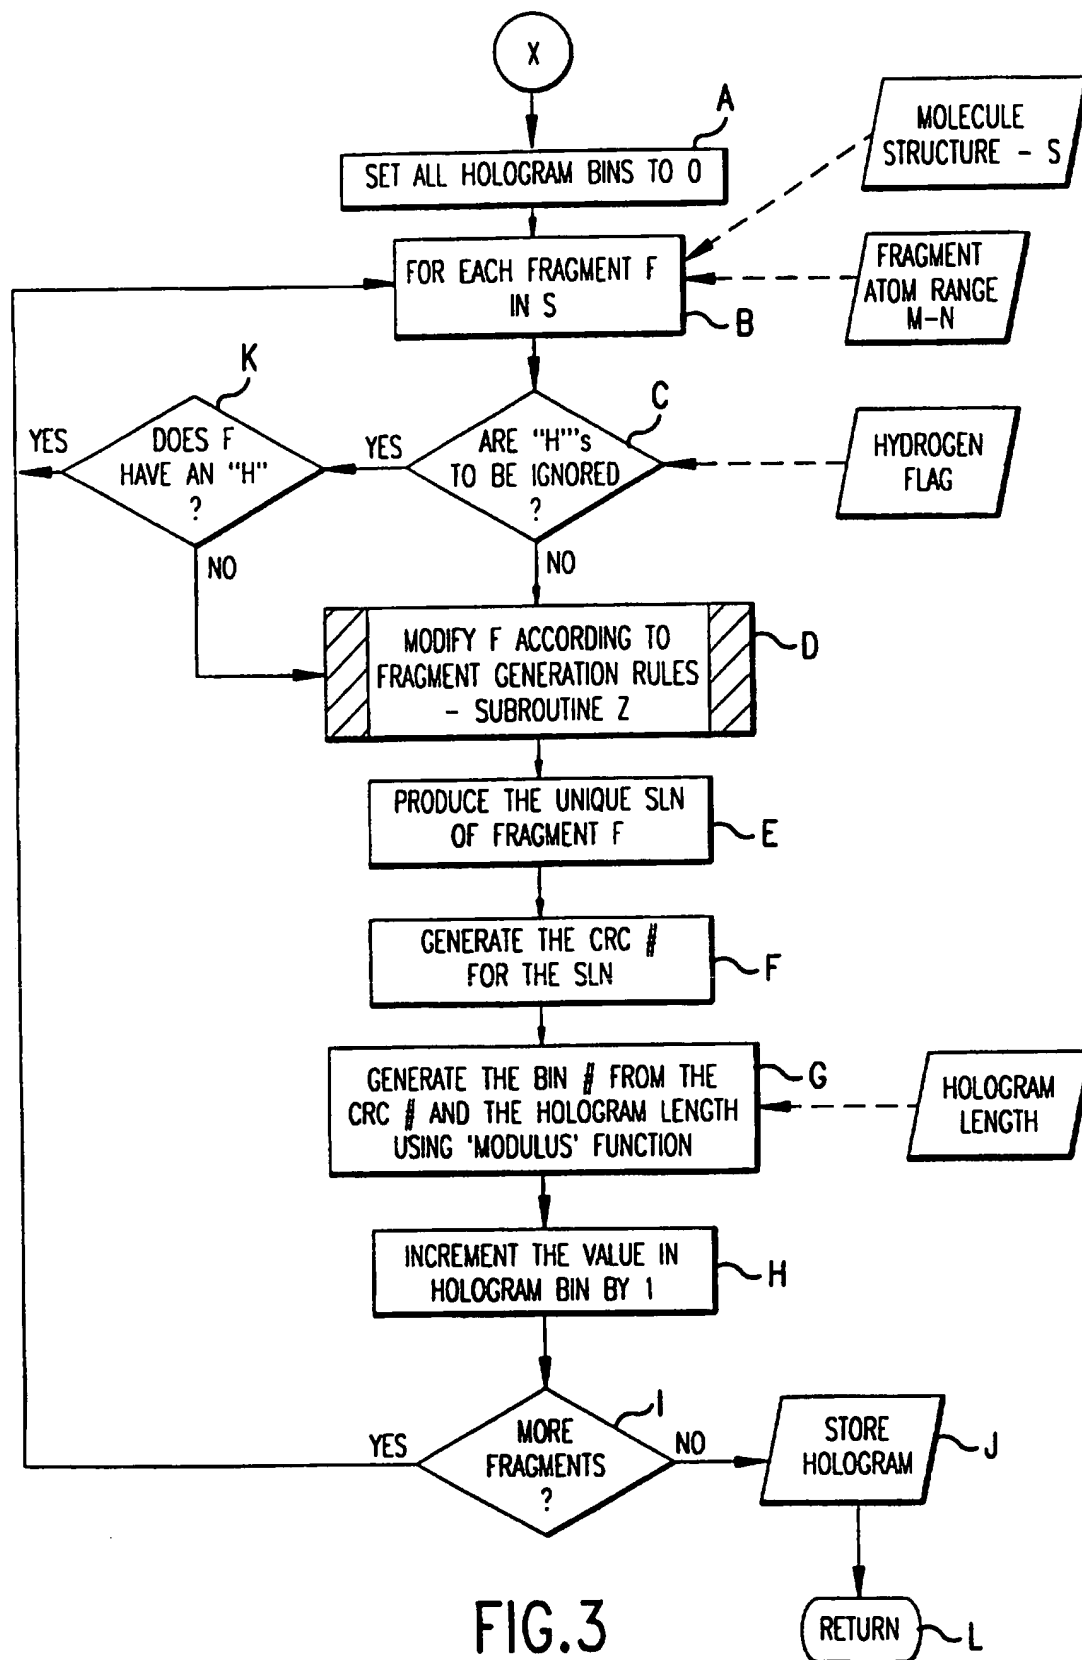 X
A
SET ALL HOLOGRAM BINS TO 0
MOLECULE
STRUCTURE - S
FOR EACH FRAGMENT F
IN S
B
FRAGMENT
ATOM RANGE
M-N
K
DOES F
HAVE AN "H"
?
YES
YES
C
ARE "H"'s
TO BE IGNORED
?
HYDROGEN
FLAG
NO
NO
MODIFY F ACCORDING TO
FRAGMENT GENERATION RULES
- SUBROUTINE Z
D
PRODUCE THE UNIQUE SLN
OF FRAGMENT F
E
GENERATE THE CRC #
FOR THE SLN
F
GENERATE THE BIN # FROM THE
CRC # AND THE HOLOGRAM LENGTH
USING 'MODULUS' FUNCTION
G
HOLOGRAM
LENGTH
INCREMENT THE VALUE IN
HOLOGRAM BIN BY 1
H
I
MORE
FRAGMENTS
?
YES
NO
STORE
HOLOGRAM
J
RETURN
L
FIG.3